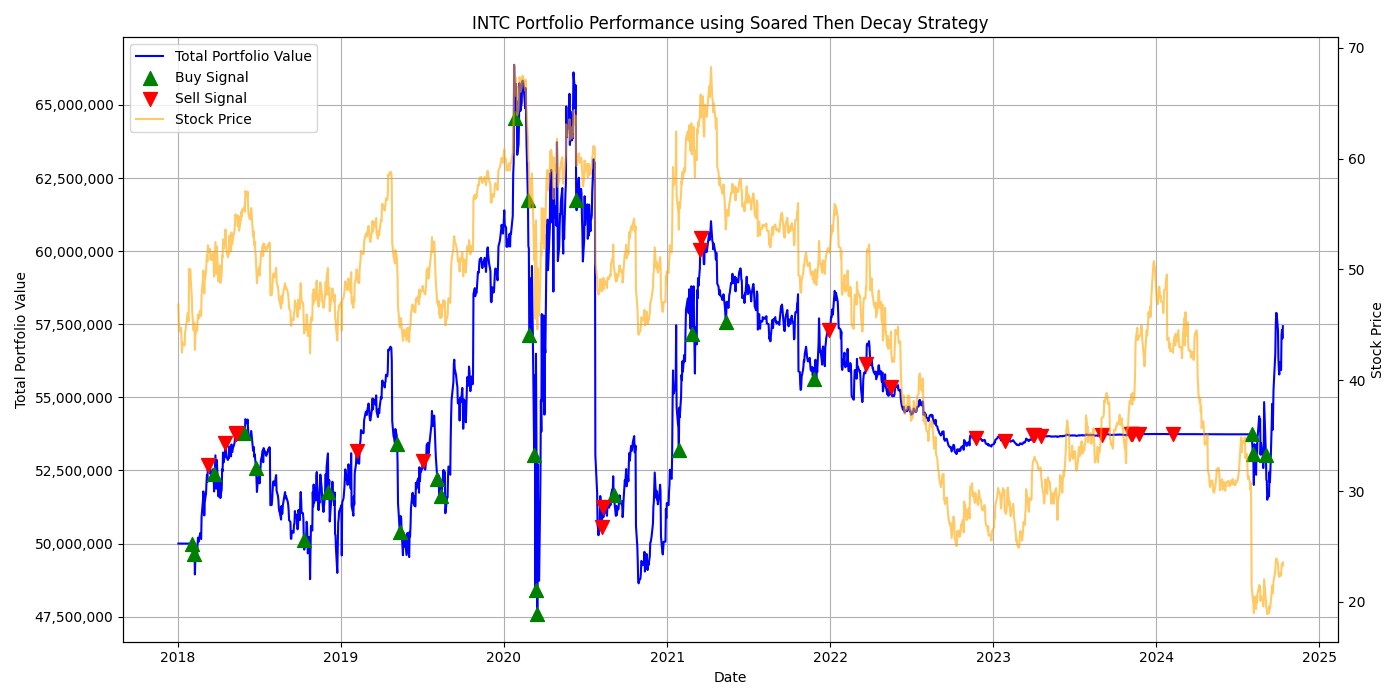 INTC Portfolio Performance using Soared Then Decay Strategy
Total Portfolio Value
Buy Signal
Sell Signal
Stock Price
65,000,000
62,500,000
60,000,000
57,500,000
55,000,000
52,500,000
50,000,000
47,500,000
Total Portfolio Value
70
60
50
40
30
20
Stock Price
2018
2019
2020
2021
2022
2023
2024
2025
Date